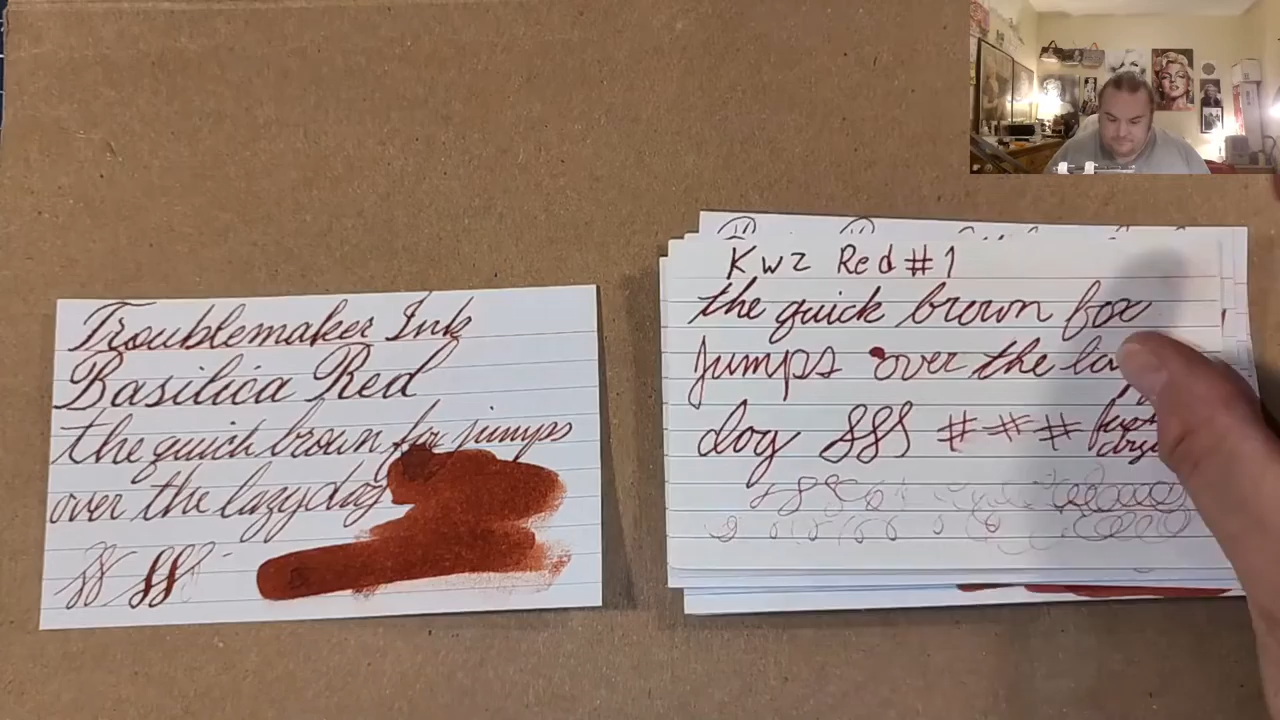 Troublemaker Ink
Basilica Red
the quick brown fox jumps
over the lazy dog
Kwz Red #1
the quick brown fox
Jumps over the
dog
# # #